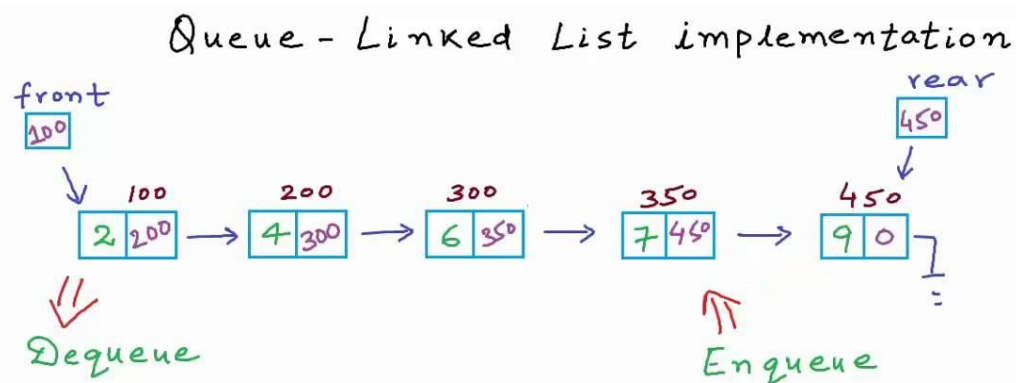 Queue - Linked List implementation
front
rear
100
450
100 200 300 350 450
2 200 4 300 6 350 7 450 9 0
Dequeue
Enqueue